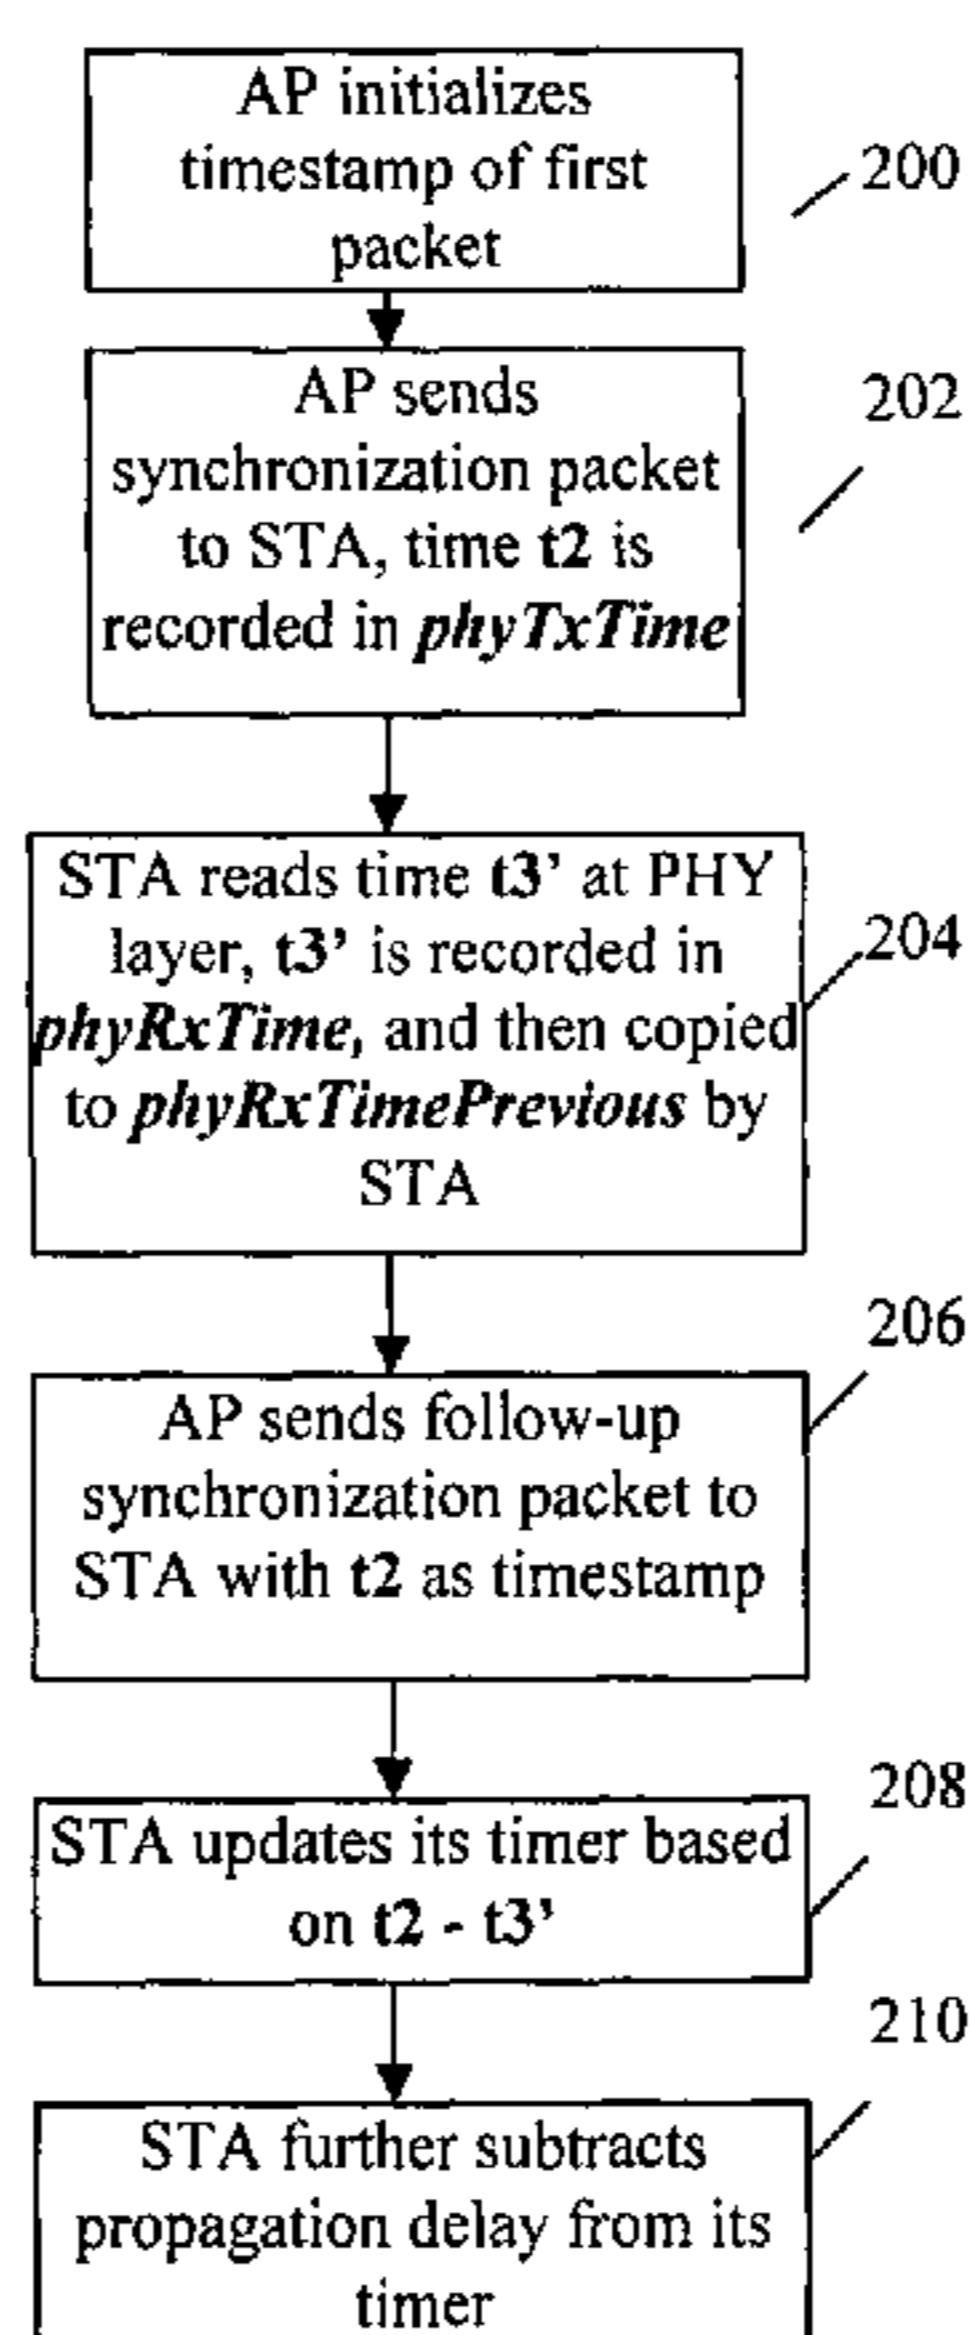 AP initializes
timestamp of first
packet
200
AP sends
synchronization packet
to STA, time t2 is
recorded in phyTxTime
202
STA reads time t3’ at PHY
layer, t3’ is recorded in
phyRxTime, and then copied
to phyRxTimePrevious by
STA
204
AP sends follow-up
synchronization packet to
STA with t2 as timestamp
206
STA updates its timer based
on t2 - t3’
208
STA further subtracts
propagation delay from its
timer
210